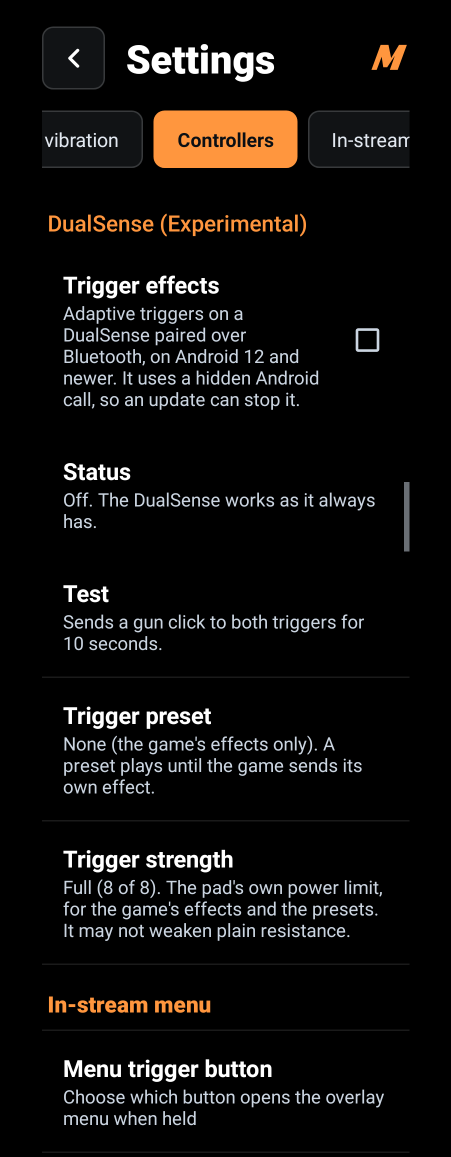 Settings
M
vibration
Controllers
In-stream
DualSense (Experimental)
Trigger effects
Adaptive triggers on a
DualSense paired over
Bluetooth, on Android 12 and
newer. It uses a hidden Android
call, so an update can stop it.
Status
Off. The DualSense works as it always
has.
Test
Sends a gun click to both triggers for
10 seconds.
Trigger preset
None (the game's effects only). A
preset plays until the game sends its
own effect.
Trigger strength
Full (8 of 8). The pad's own power limit,
for the game's effects and the presets.
It may not weaken plain resistance.
In-stream menu
Menu trigger button
Choose which button opens the overlay
menu when held